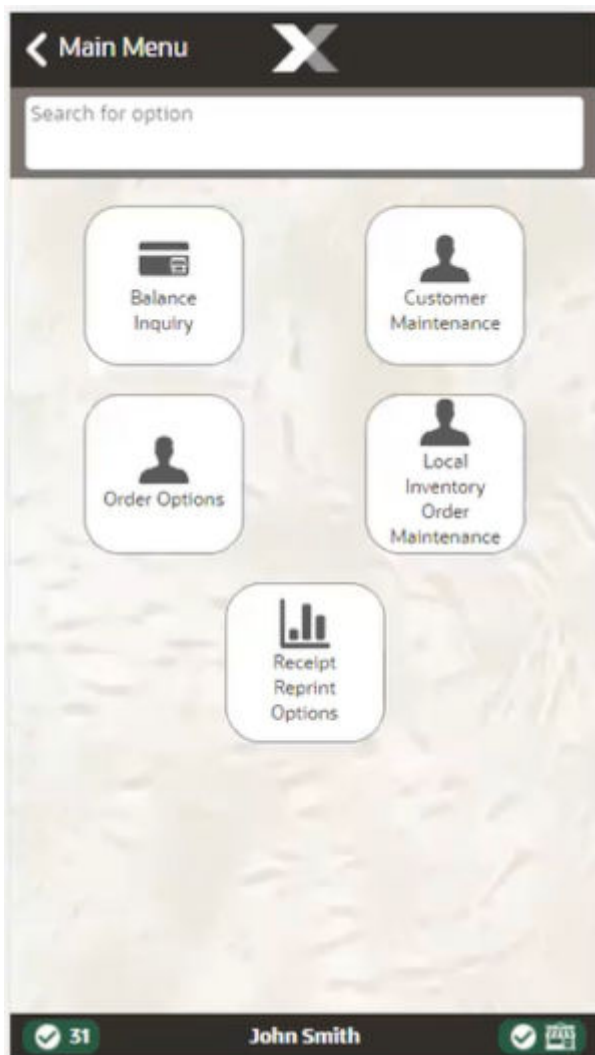 Main Menu
Search for option
Balance
Inquiry
Customer
Maintenance
Order Options
Local
Inventory
Order
Maintenance
Receipt
Reprint
Options
31
John Smith